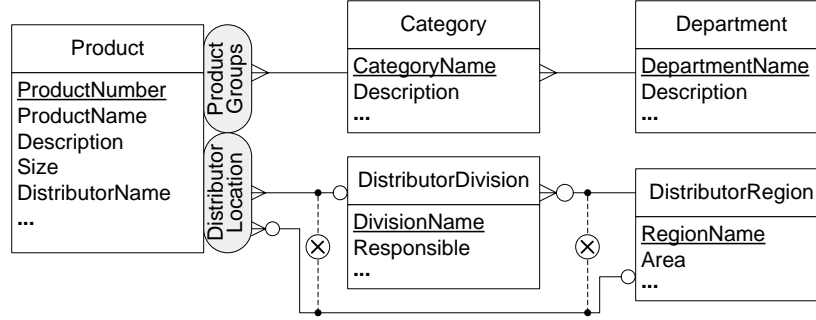 Product
ProductNumber
ProductName
Description
Size
DistributorName
...
Product
Groups
Distributor
Location
Category
CategoryName
Description
...
Department
DepartmentName
Description
...
DistributorDivision
DivisionName
Responsible
...
DistributorRegion
RegionName
Area
...